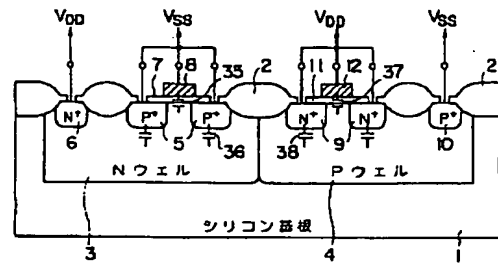 VDD VSS VDD VSS
7 8 35 2 11 12 37 2
N+ P+ P+ N+ N+ P+
6 5 36 38 9 10
Nウェル Pウェル
シリコン基板
3 4 1